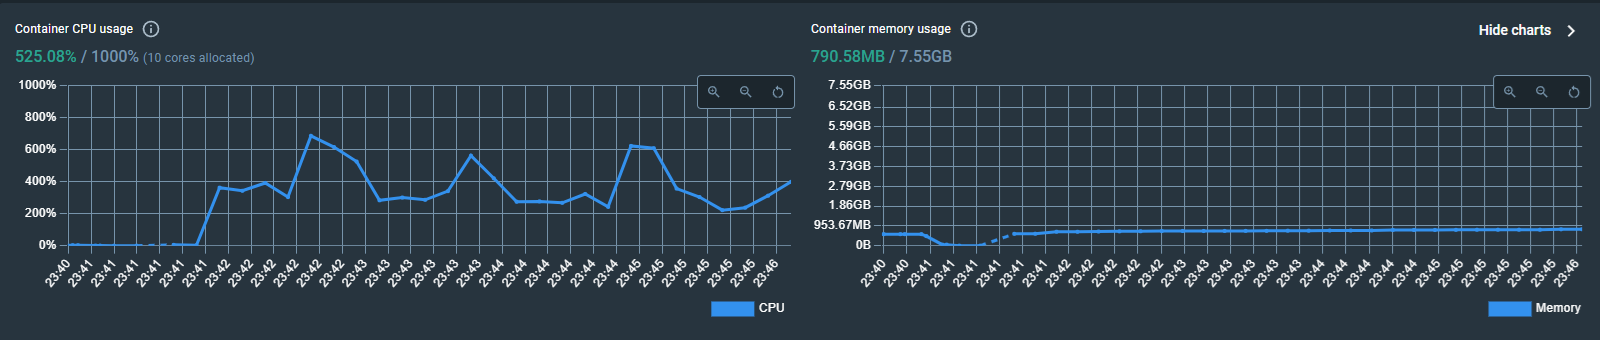 Container CPU usage
525.08% / 1000% (10 cores allocated)
1000%
800%
600%
400%
200%
0%
23:40 23:41 23:41 23:41 23:41 23:41 23:41 23:42 23:42 23:42 23:42 23:42 23:42 23:43 23:43 23:43 23:43 23:43 23:43 23:44 23:44 23:44 23:44 23:44 23:45 23:45 23:45 23:45 23:45 23:45 23:46
CPU
Container memory usage
Hide charts
790.58MB / 7.55GB
7.55GB
6.52GB
5.59GB
4.66GB
3.73GB
2.79GB
1.86GB
953.67MB
0B
23:40 23:40 23:41 23:41 23:41 23:41 23:41 23:41 23:42 23:42 23:42 23:42 23:42 23:43 23:43 23:43 23:43 23:43 23:43 23:44 23:44 23:44 23:44 23:44 23:45 23:45 23:45 23:45 23:45 23:46
Memory